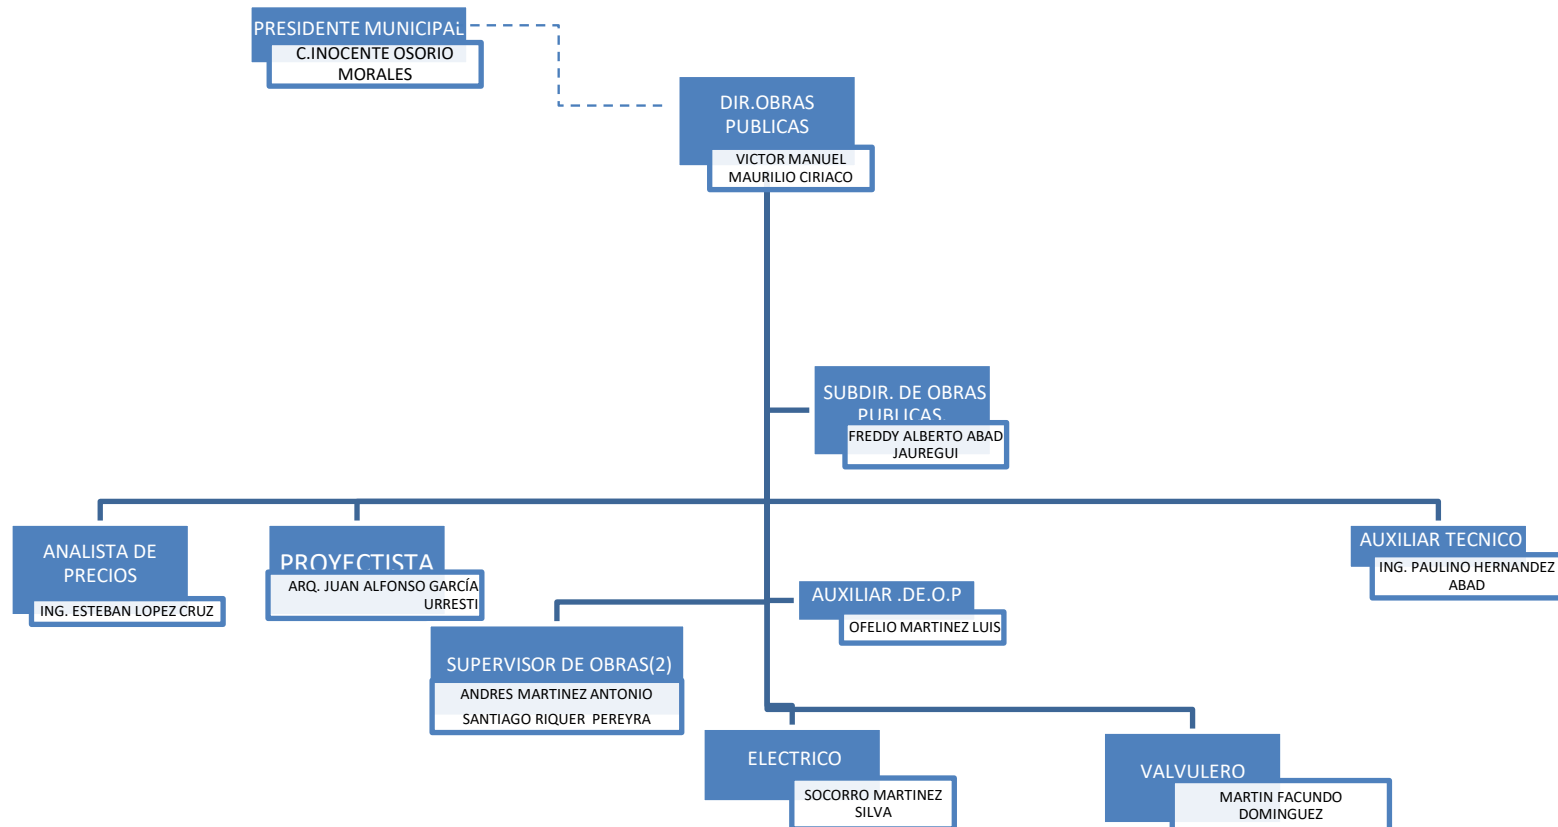 PRESIDENTE MUNICIPAiL
C.INOCENTE OSORIO
MORALES
DIR.OBRAS
PUBLICAS
VICTOR MANUEL
MAURILIO CIRIACO
SUBDIR. DE OBRAS
PUBLICAS.
FREDDY ALBERTO ABAD
JAUREGUI
ANALISTA DE
PRECIOS
ING. ESTEBAN LOPEZ CRUZ
PROYECTISTA
ARQ. JUAN ALFONSO GARCÍA
URRESTI
AUXILIAR TECNICO
ING. PAULINO HERNANDEZ
ABAD
AUXILIAR .DE.O.P
OFELIO MARTINEZ LUIS
SUPERVISOR DE OBRAS(2)
ANDRES MARTINEZ ANTONIO
SANTIAGO RIQUER PEREYRA
ELECTRICO
SOCORRO MARTINEZ
SILVA
VALVULERO
MARTIN FACUNDO
DOMINGUEZ